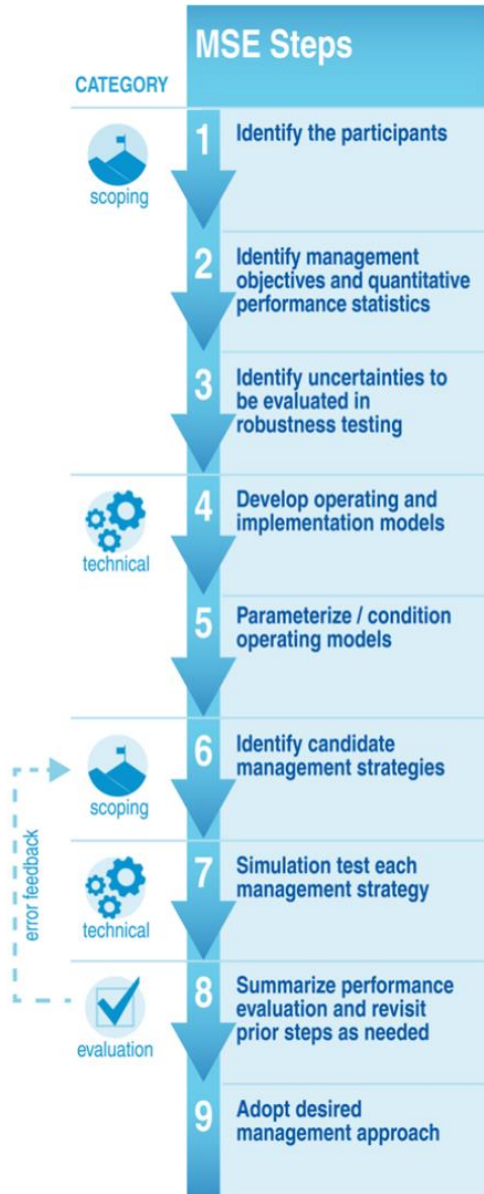 MSE Steps
CATEGORY
1
Identify the participants
scoping
2
Identify management
objectives and quantitative
performance statistics
3
Identify uncertainties to
be evaluated in
robustness testing
4
Develop operating and
implementation models
technical
5
Parameterize / condition
operating models
6
Identify candidate
management strategies
scoping
7
Simulation test each
management strategy
technical
error feedback
8
Summarize performance
evaluation and revisit
prior steps as needed
evaluation
9
Adopt desired
management approach